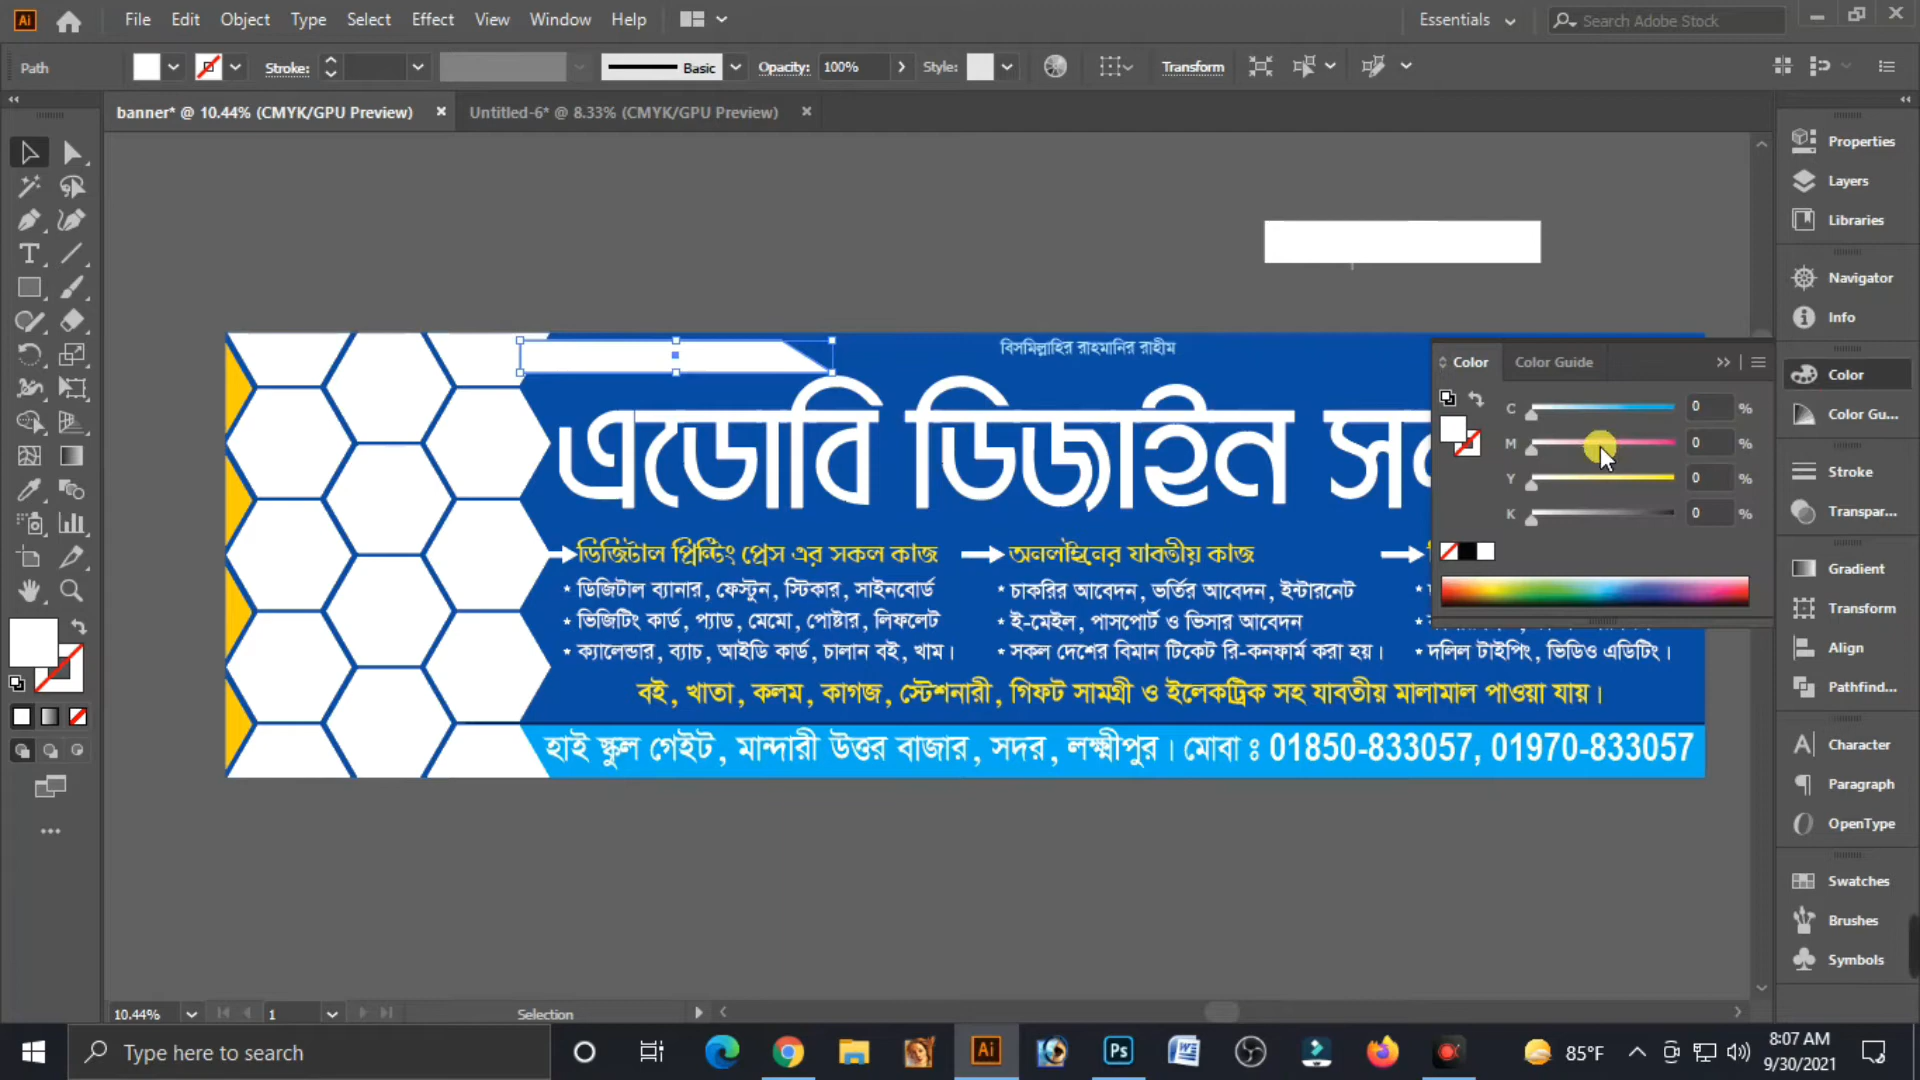 Ai File Edit Object Type Select Effect View Window Help Essentials Search Adobe Stock
Path Stroke: Basic Opacity: 100% Style: Transform
banner* @ 10.44% (CMYK/GPU Preview) × Untitled-6* @ 8.33% (CMYK/GPU Preview) ×
Properties
Layers
Libraries
Navigator
Info
Color
Color Gu...
Stroke
Transpar...
Gradient
Transform
Align
Pathfind...
Character
Paragraph
OpenType
Swatches
Brushes
Symbols
Color Color Guide
C 0 %
M 0 %
Y 0 %
K 0 %
বিসমিল্লাহির রাহমানির রাহীম
এডোবি ডিজাইন
ডিজিটাল প্রিন্টিং প্রেস এর সকল কাজ
* ডিজিটাল ব্যানার, ফেস্টুন, স্টিকার, সাইনবোর্ড
* ভিজিটিং কার্ড, প্যাড, মেমো, পোষ্টার, লিফলেট
* ক্যালেন্ডার, ব্যাচ, আইডি কার্ড, চালান বই, খাম।
অনলাইনের যাবতীয় কাজ
* চাকরির আবেদন, ভর্তির আবেদন, ইন্টারনেট
* ই-মেইল, পাসপোর্ট ও ভিসার আবেদন
* সকল দেশের বিমান টিকেট রি-কনফার্ম করা হয়।
* দলিল টাইপিং, ভিডিও এডিটিং।
বই, খাতা, কলম, কাগজ, স্টেশনারী, গিফট সামগ্রী ও ইলেকট্রিক সহ যাবতীয় মালামাল পাওয়া যায়।
হাই স্কুল গেইট, মান্দারী উত্তর বাজার, সদর, লক্ষ্মীপুর। মোবা ঃ 01850-833057, 01970-833057
10.44% 1 Selection
Type here to search
Ai Ps
85°F
8:07 AM
9/30/2021